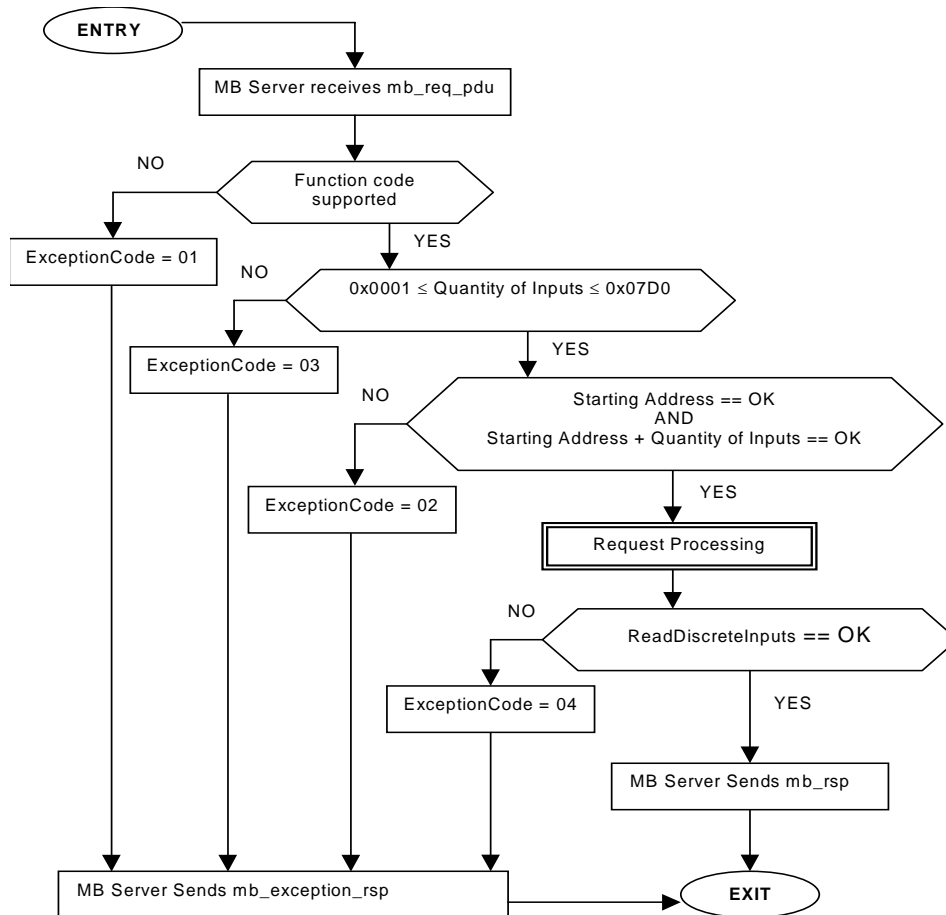 ENTRY
MB Server receives mb_req_pdu
NO
Function code
supported
YES
ExceptionCode = 01
NO
0x0001 ≤ Quantity of Inputs ≤ 0x07D0
YES
ExceptionCode = 03
NO
Starting Address == OK
AND
Starting Address + Quantity of Inputs == OK
YES
ExceptionCode = 02
Request Processing
NO
ReadDiscreteInputs == OK
YES
ExceptionCode = 04
MB Server Sends mb_rsp
MB Server Sends mb_exception_rsp
EXIT